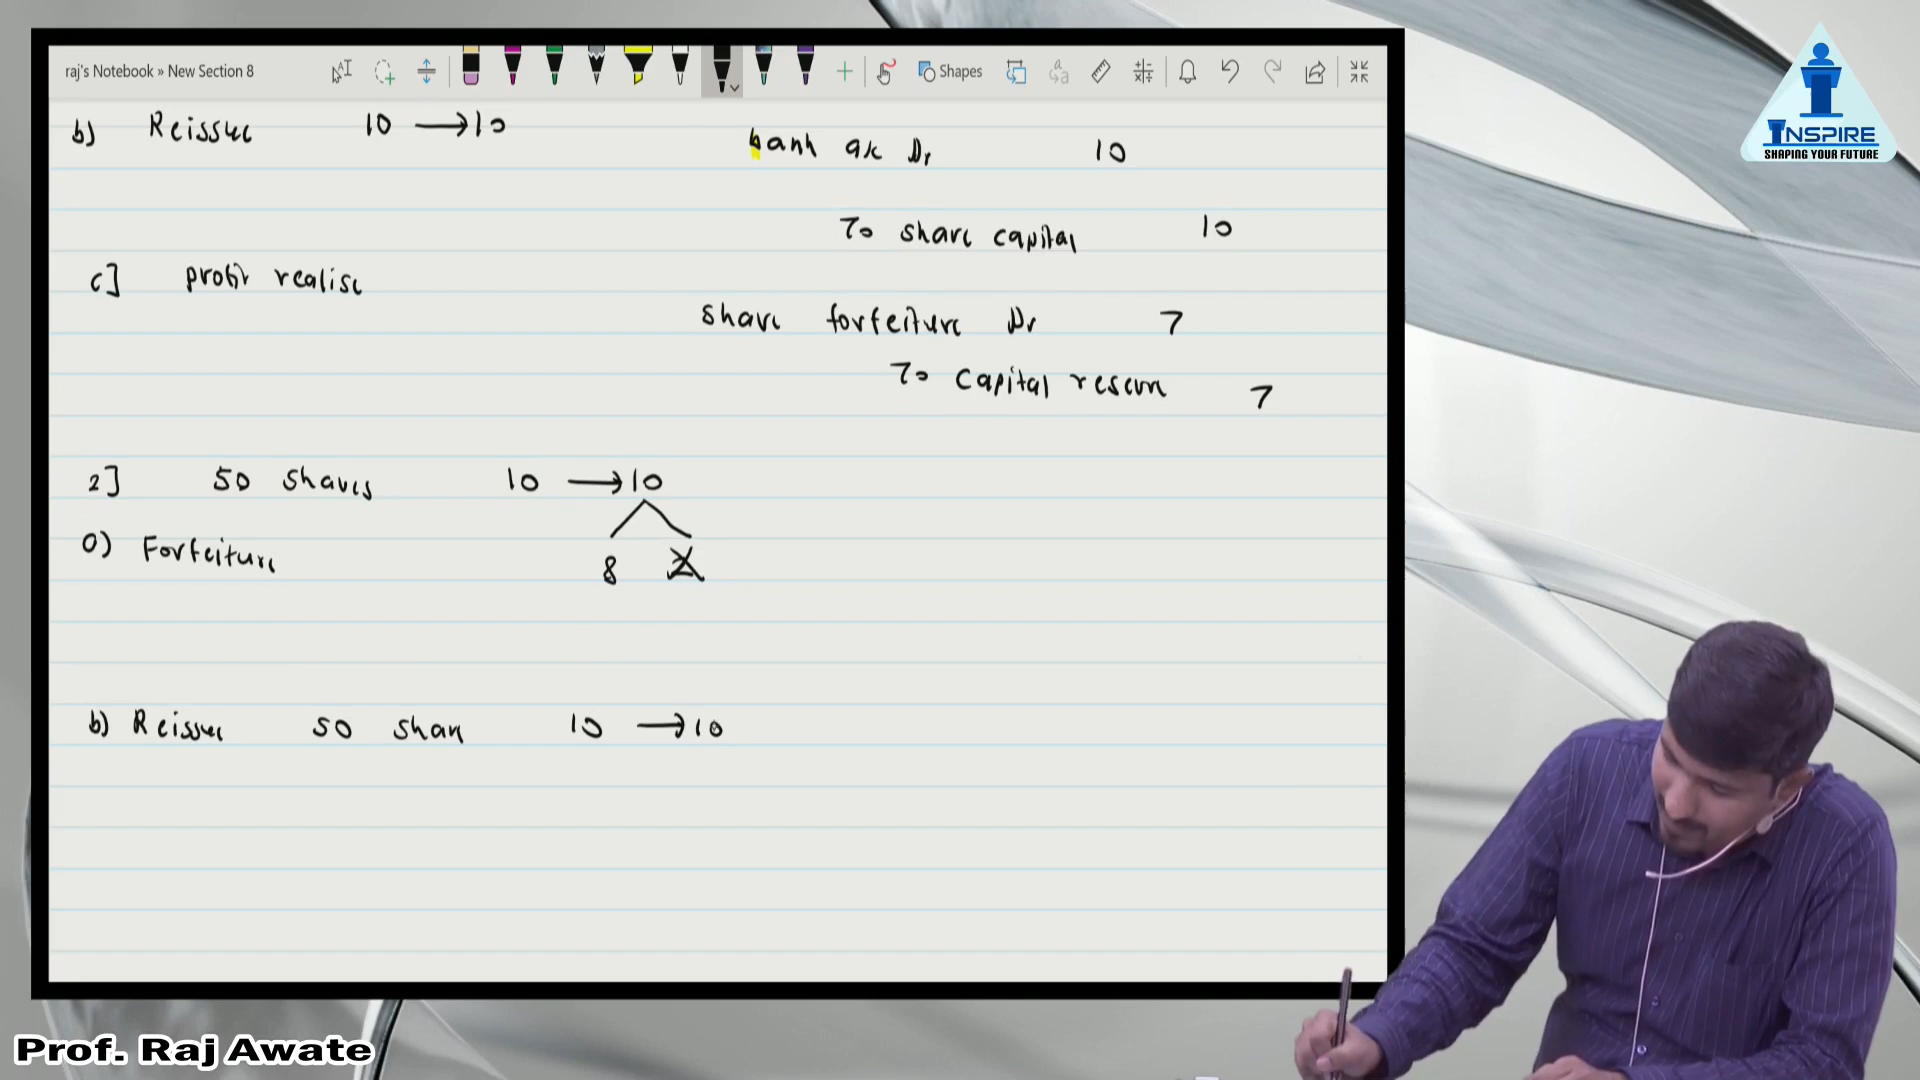 raj's Notebook » New Section 8
Shapes
INSPIRE
SHAPING YOUR FUTURE
b) Reissue 10 → 10
bank a/c Dr 10
To share capital 10
c] profit realise
share forfeiture Dr 7
To capital reserve 7
2] 50 shares 10 → 10
a) Forfeiture 8 2
b) Reissue 50 share 10 → 10
Prof. Raj Awate